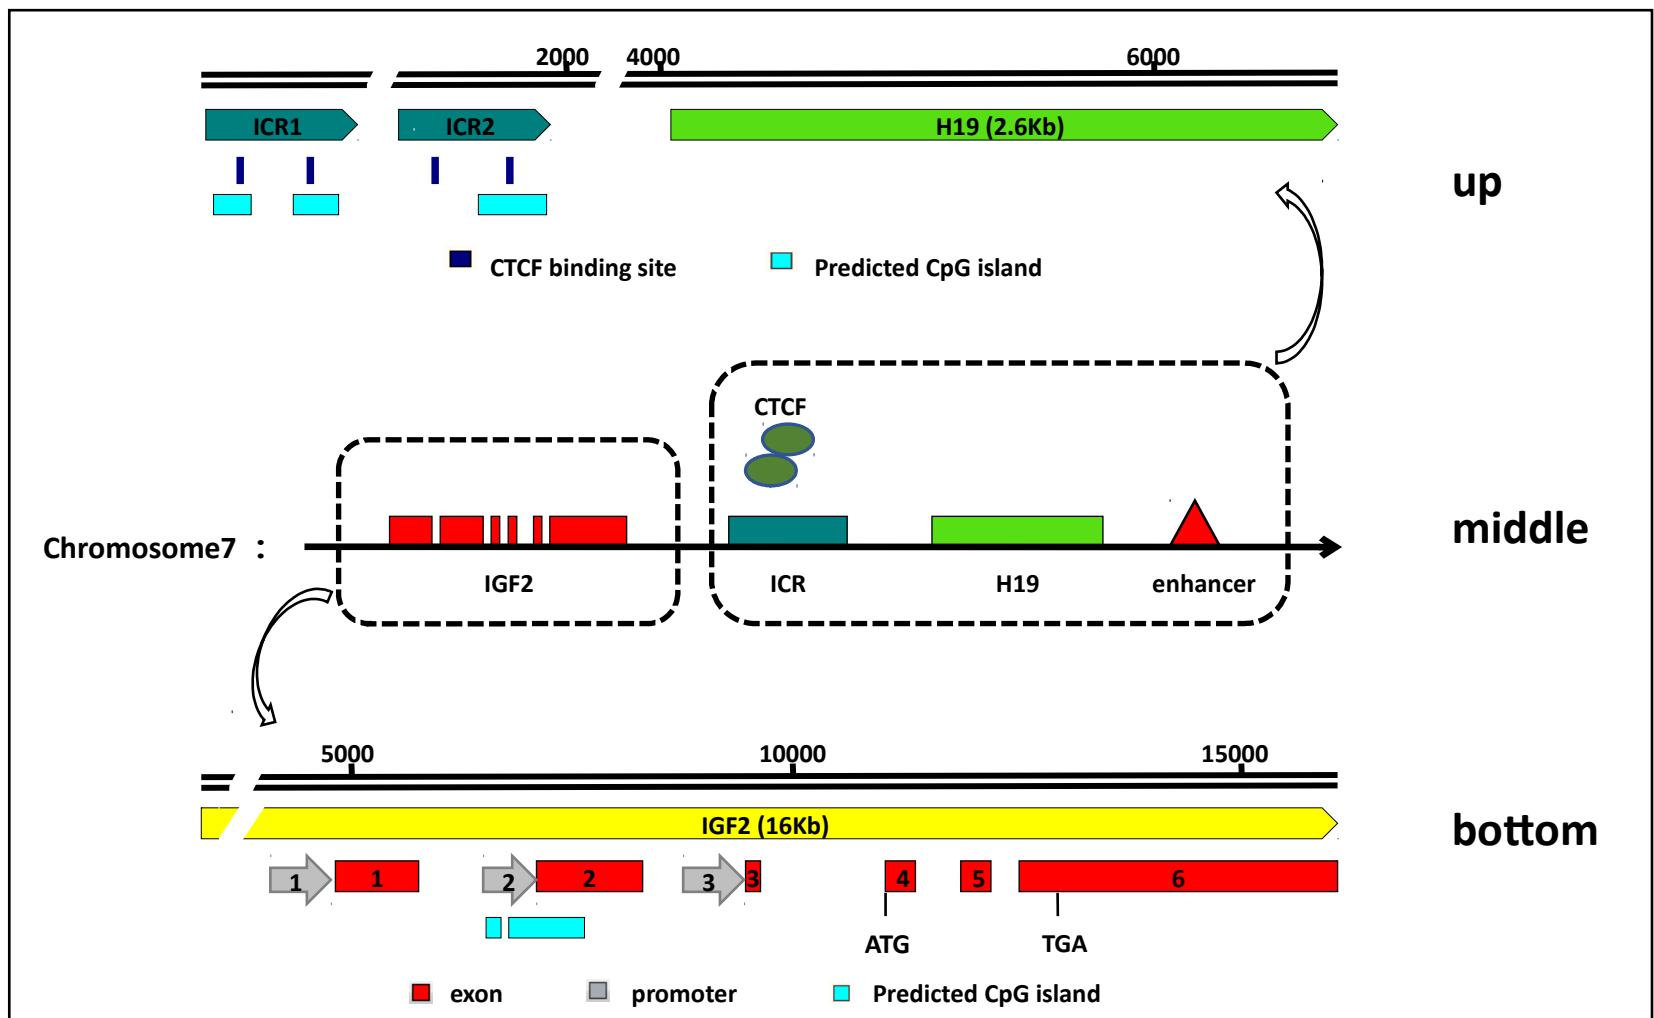 2000 4000 6000
ICR1 ICR2 H19 (2.6Kb)
up
CTCF binding site Predicted CpG island
CTCF
Chromosome7 :
middle
IGF2 ICR H19 enhancer
5000 10000 15000
IGF2 (16Kb)
bottom
1 1 2 2 3 3 4 5 6
ATG TGA
exon promoter Predicted CpG island